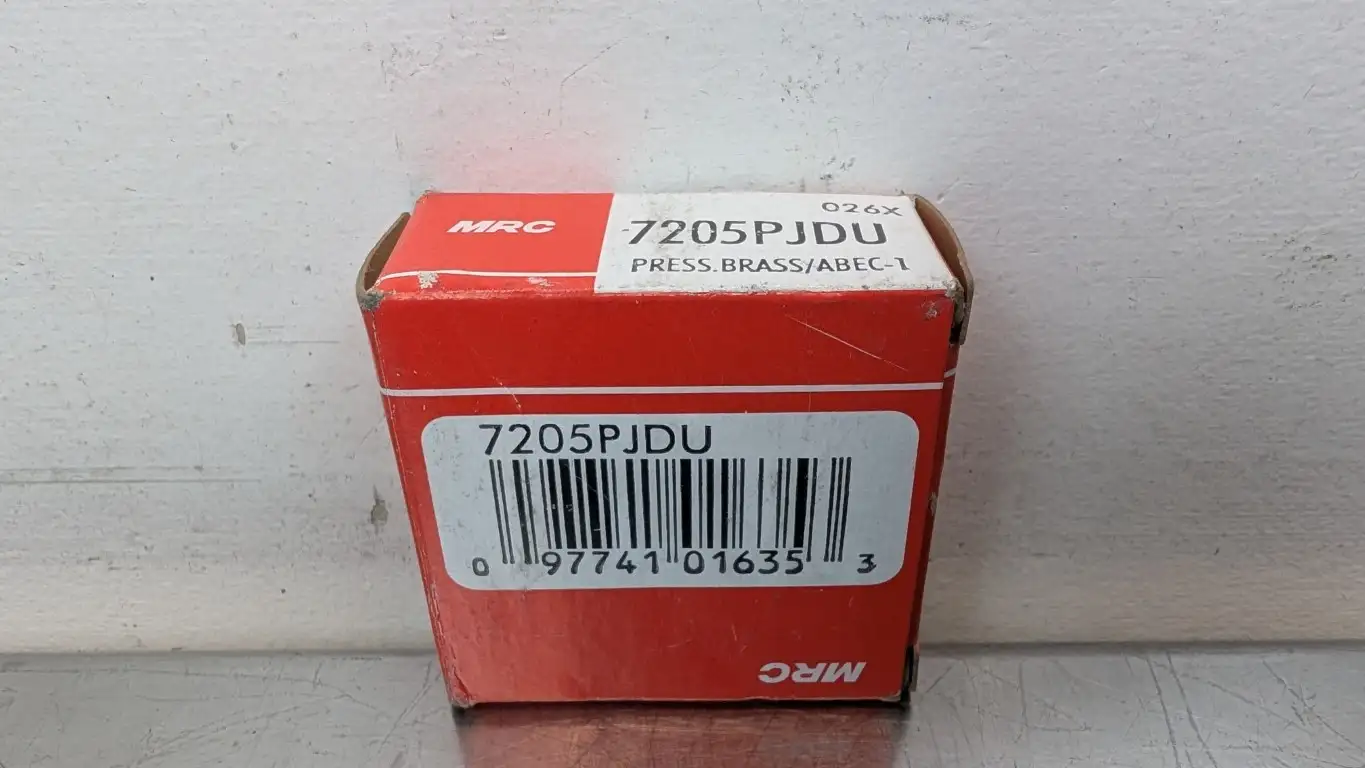 MRC
026X
7205PJDU
PRESS.BRASS/ABEC-1
7205PJDU
0 97741 01635 3
MRC